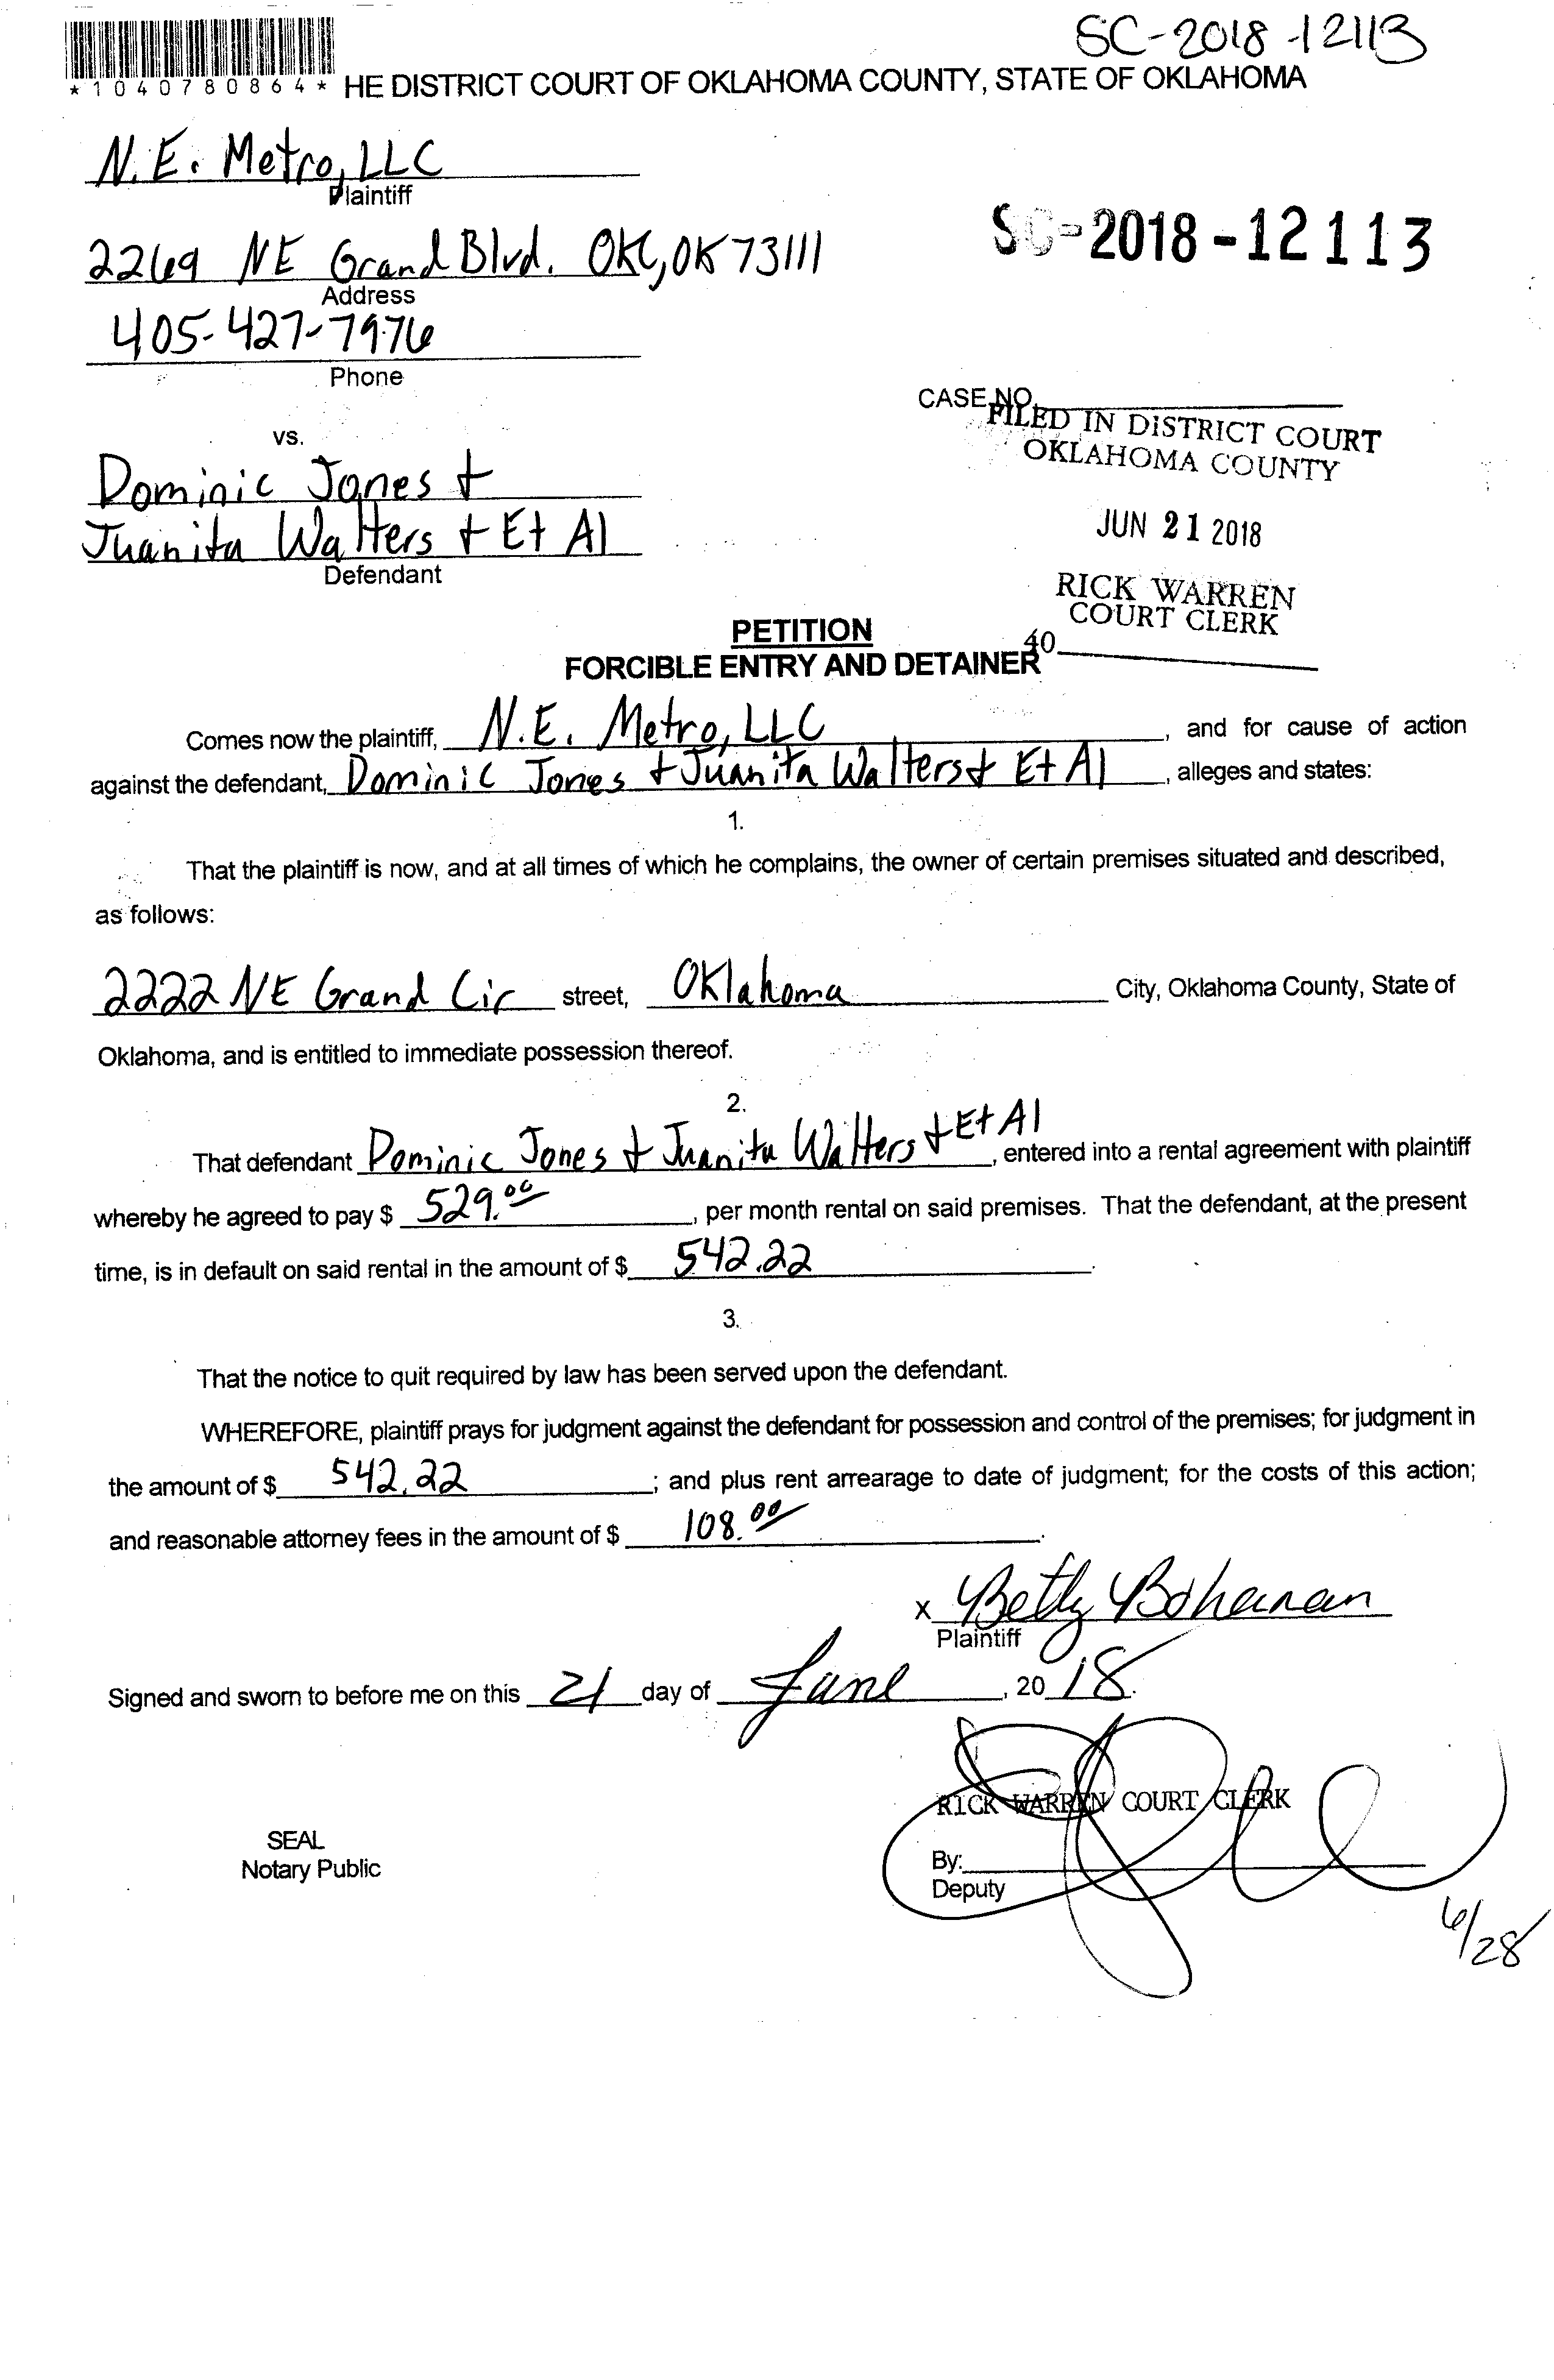 SC-2018-12113
*1040780864* HE DISTRICT COURT OF OKLAHOMA COUNTY, STATE OF OKLAHOMA
N.E. Metro, LLC
Plaintiff
2269 NE Grand Blvd. OKC, OK 73111
SC-2018-12113
Address
405-427-7976
Phone
CASE NO.
FILED IN DISTRICT COURT
OKLAHOMA COUNTY
vs.
Dominic Jones +
Juanita Walters + Et Al
Defendant
JUN 21 2018
RICK WARREN
COURT CLERK
40
PETITION
FORCIBLE ENTRY AND DETAINER
Comes now the plaintiff, N.E. Metro, LLC, and for cause of action
against the defendant, Dominic Jones + Juanita Walters + Et Al, alleges and states:
1.
That the plaintiff is now, and at all times of which he complains, the owner of certain premises situated and described,
as follows:
2222 NE Grand Cir street, Oklahoma City, Oklahoma County, State of
Oklahoma, and is entitled to immediate possession thereof.
2.
That defendant Dominic Jones + Juanita Walters + Et Al, entered into a rental agreement with plaintiff
whereby he agreed to pay $ 529.00, per month rental on said premises. That the defendant, at the present
time, is in default on said rental in the amount of $ 542.22.
3.
That the notice to quit required by law has been served upon the defendant.
WHEREFORE, plaintiff prays for judgment against the defendant for possession and control of the premises; for judgment in
the amount of $ 542.22; and plus rent arrearage to date of judgment; for the costs of this action;
and reasonable attorney fees in the amount of $ 108.00.
x Betty Bohanan
Plaintiff
Signed and sworn to before me on this 21 day of June, 2018.
RICK WARREN COURT CLERK
SEAL
Notary Public
By:
Deputy
6/28